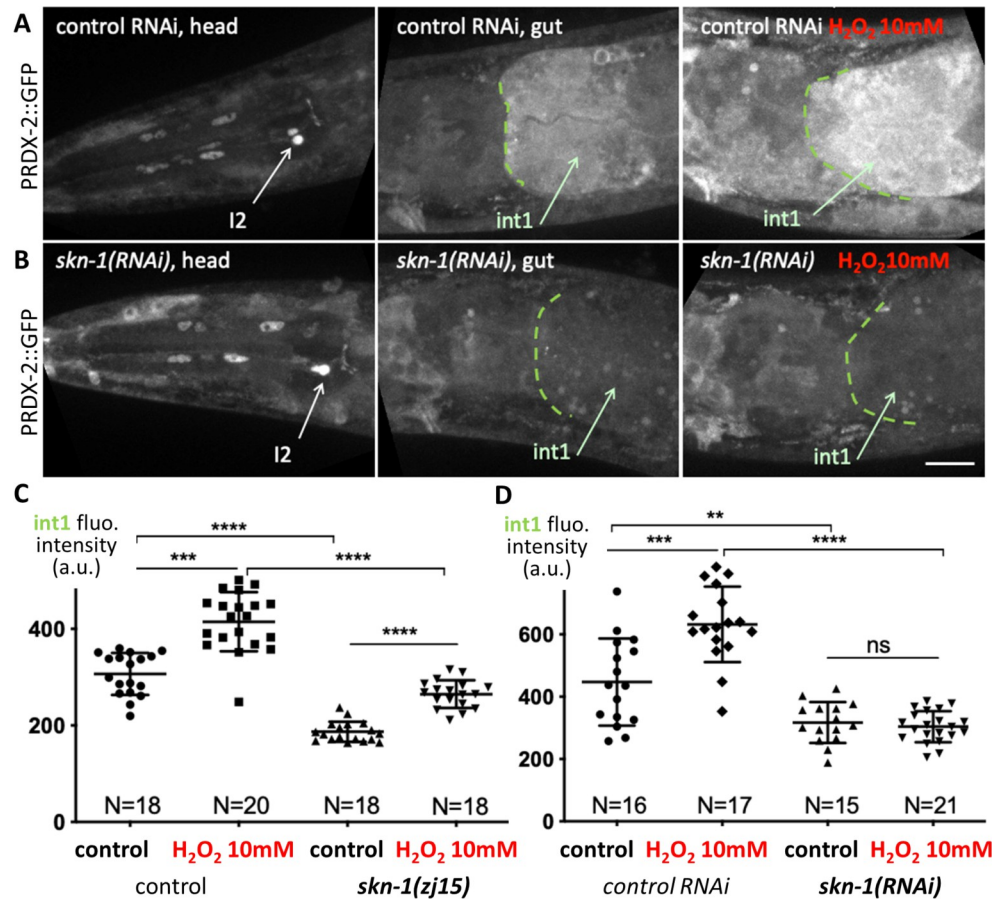 A
control RNAi, head
control RNAi, gut
control RNAi H2O2 10mM
PRDX-2::GFP
I2
int1
int1
B
skn-1(RNAi), head
skn-1(RNAi), gut
skn-1(RNAi) H2O2 10mM
PRDX-2::GFP
I2
int1
int1
C
int1 fluo.
intensity
(a.u.)
****
***
****
****
400
200
0
N=18 N=20 N=18 N=18
control H2O2 10mM control H2O2 10mM
control skn-1(zj15)
D
int1 fluo.
intensity
(a.u.)
**
***
****
ns
600
400
200
0
N=16 N=17 N=15 N=21
control H2O2 10mM control H2O2 10mM
control RNAi skn-1(RNAi)